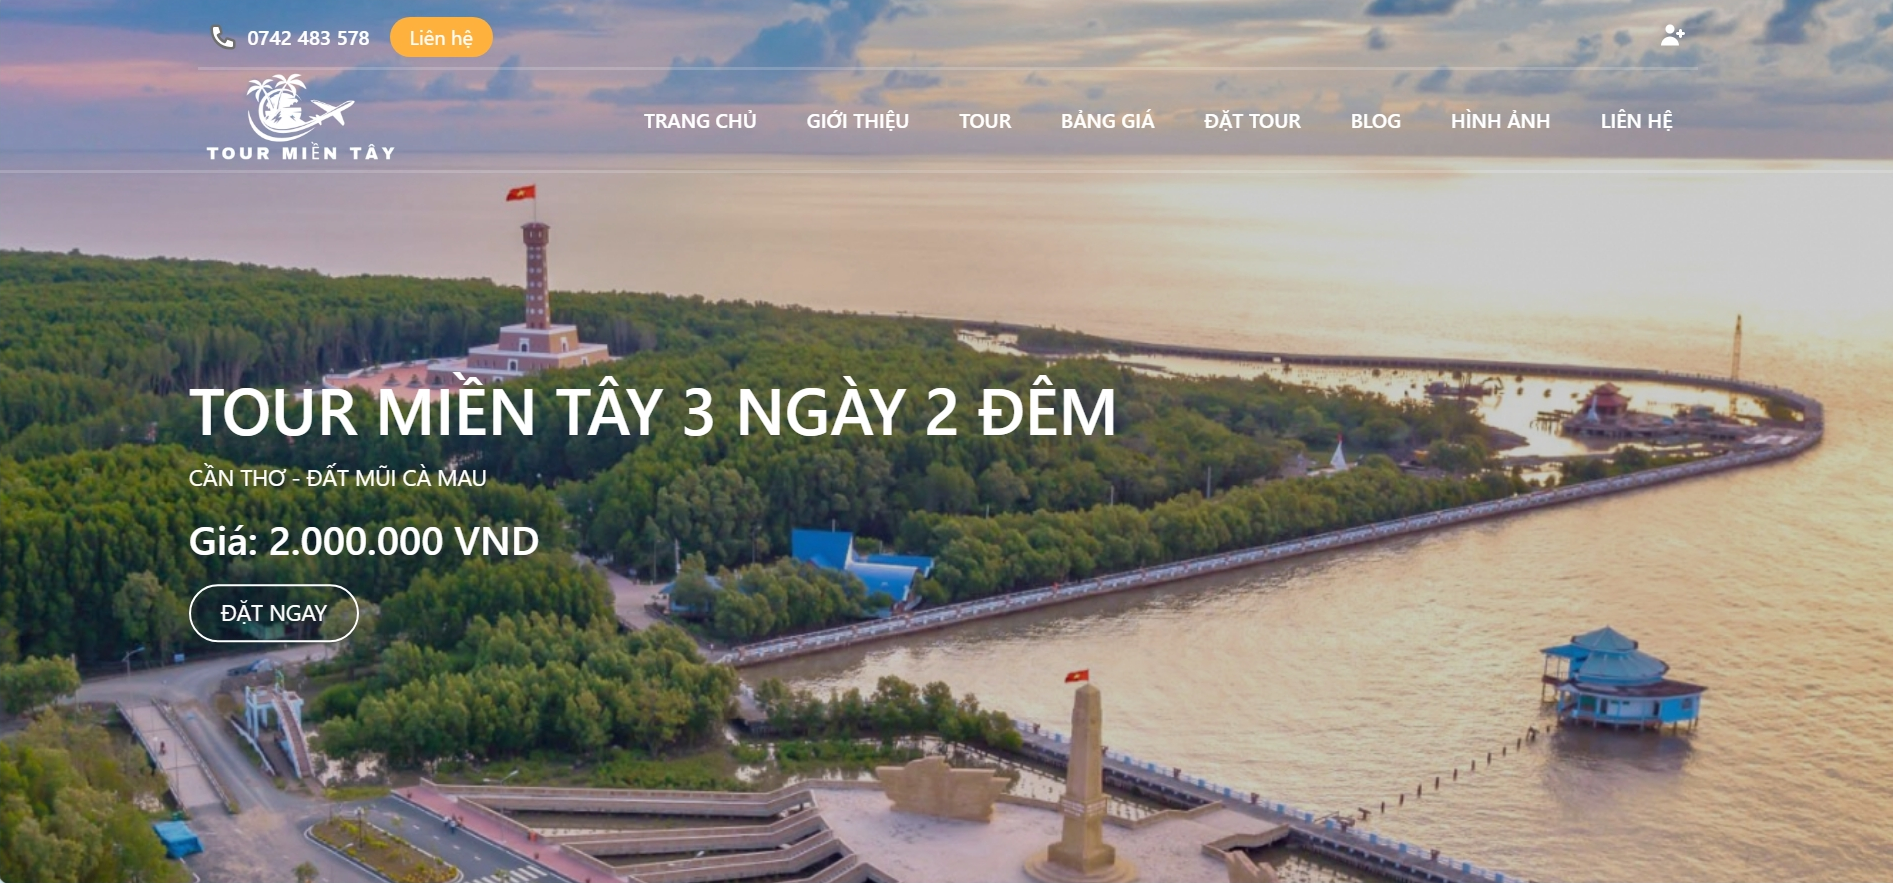 0742 483 578
Liên hệ
TOUR MIỀN TÂY
TRANG CHỦ
GIỚI THIỆU
TOUR
BẢNG GIÁ
ĐẶT TOUR
BLOG
HÌNH ẢNH
LIÊN HỆ
TOUR MIỀN TÂY 3 NGÀY 2 ĐÊM
CẦN THƠ - ĐẤT MŨI CÀ MAU
Giá: 2.000.000 VND
ĐẶT NGAY